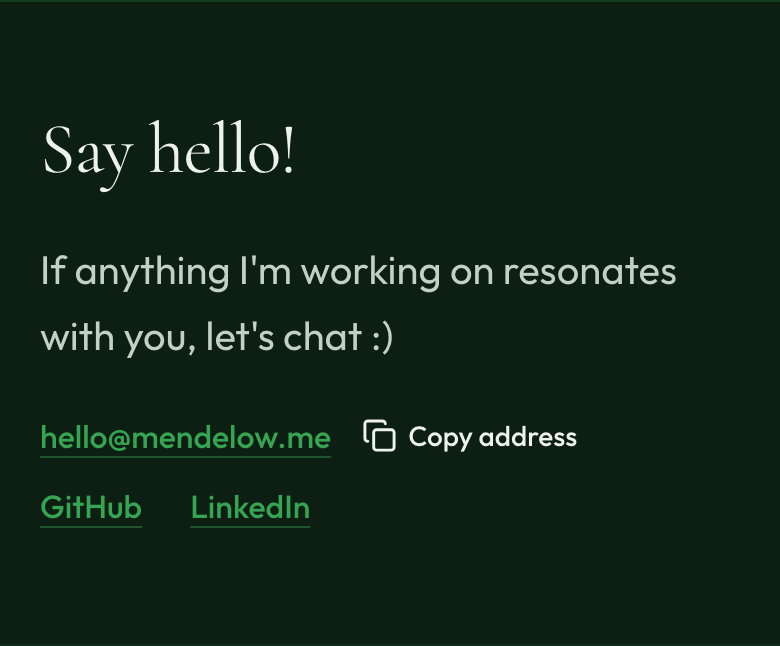 Say hello!
If anything I'm working on resonates
with you, let's chat :)
hello@mendelow.me Copy address
GitHub LinkedIn